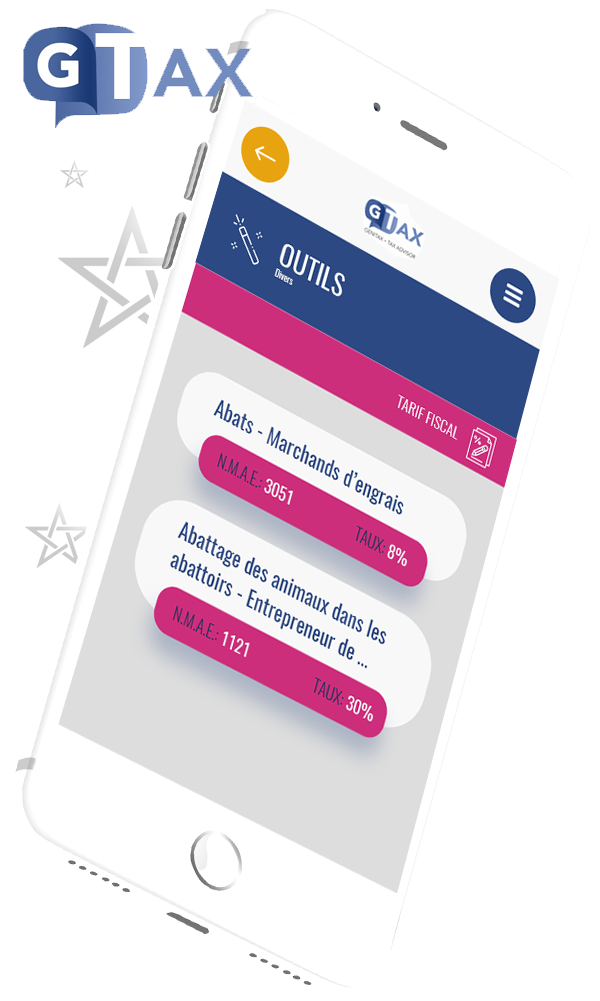 GTAX
GTAX
GENITAX • TAX ADVISOR
OUTILS
Divers
TARIF FISCAL
Abats - Marchands d’engrais
N.M.A.E.: 3051
TAUX: 8%
Abattage des animaux dans les
abattoirs - Entrepreneur de ...
N.M.A.E.: 1121
TAUX: 30%